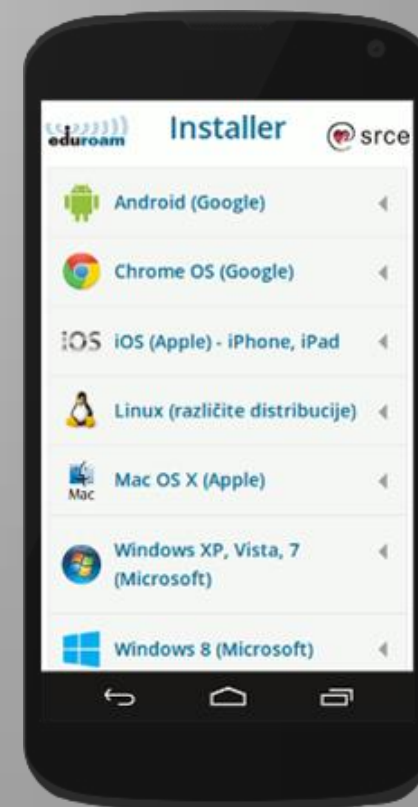 eduroam Installer srce
Android (Google)
Chrome OS (Google)
iOS iOS (Apple) - iPhone, iPad
Linux (različite distribucije)
Mac Mac OS X (Apple)
Windows XP, Vista, 7
(Microsoft)
Windows 8 (Microsoft)